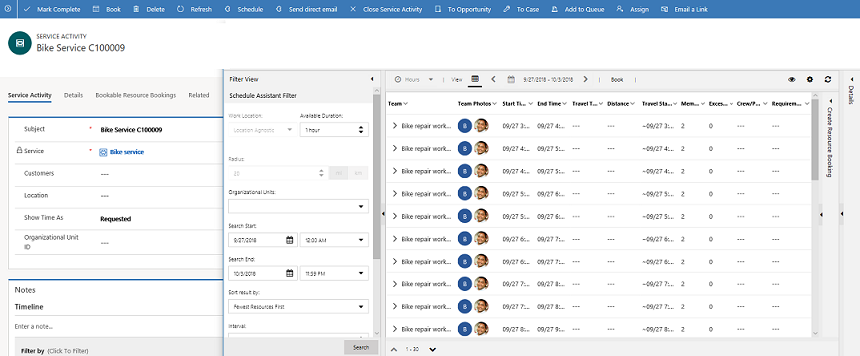 Mark Complete Book Delete Refresh Schedule Send direct email Close Service Activity To Opportunity To Case Add to Queue Assign Email a Link
SERVICE ACTIVITY
Bike Service C100009
Service Activity Details Bookable Resource Bookings Related
Subject * Bike Service C100009
Service * Bike service
Customers ---
Location ---
Show Time As Requested
Organizational Unit ID ---
Notes
Timeline
Enter a note...
Filter by (Click To Filter)
Filter View
Schedule Assistant Filter
Work Location: Available Duration:
Location Agnostic 1 hour
Radius:
25
Organizational Units:
Search Start:
9/27/2018 12:00 AM
Search End:
10/3/2018 11:59 PM
Sort result by:
Fewest Resources First
Interval:
Search
Hours View 9/27/2018 - 10/3/2018 Book
Team Team Photos Start Ti... End Time Travel T... Distance Travel Sta... Mem... Exces... Crew/P... Requirem...
Bike repair work... B 09/27 3:... 09/27 4:... --- --- ~09/27 3:... 2 0 --- ---
Bike repair work... B 09/27 4:... 09/27 5:... --- --- ~09/27 4:... 2 0 --- ---
Bike repair work... B 09/27 4:... 09/27 5:... --- --- ~09/27 4:... 2 0 --- ---
Bike repair work... B 09/27 5:... 09/27 6:... --- --- ~09/27 5:... 2 0 --- ---
Bike repair work... B 09/27 5:... 09/27 6:... --- --- ~09/27 5:... 2 0 --- ---
Bike repair work... B 09/27 6:... 09/27 7:... --- --- ~09/27 6:... 2 0 --- ---
Bike repair work... B 09/27 6:... 09/27 7:... --- --- ~09/27 6:... 2 0 --- ---
Bike repair work... B 09/27 7:... 09/27 8:... --- --- ~09/27 7:... 2 0 --- ---
Bike repair work... B 09/27 7:... 09/27 8:... --- --- ~09/27 7:... 2 0 --- ---
Bike repair work... B 09/27 8:... 09/27 9:... --- --- ~09/27 8:... 2 0 --- ---
1 - 30
Create Resource Booking
Details